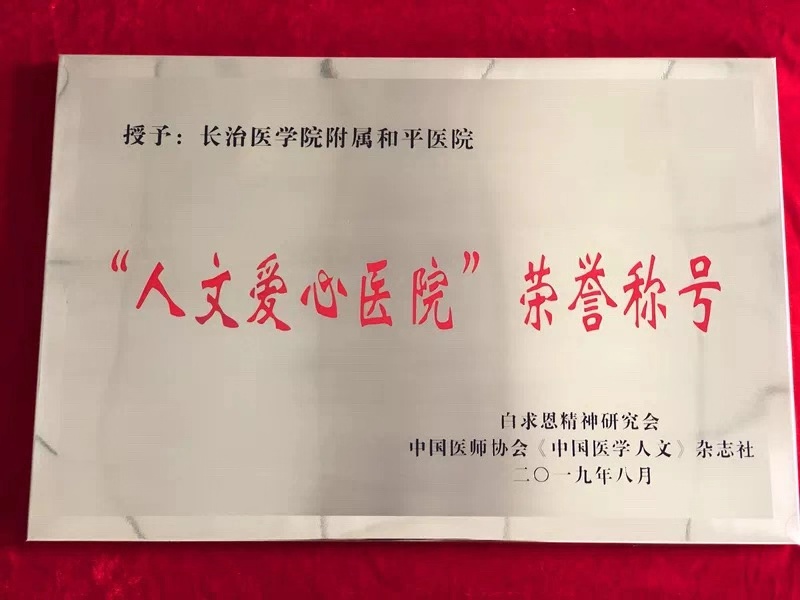 授予：长治医学院附属和平医院
“人文爱心医院”荣誉称号
白求恩精神研究会
中国医师协会《中国医学人文》杂志社
二〇一九年八月